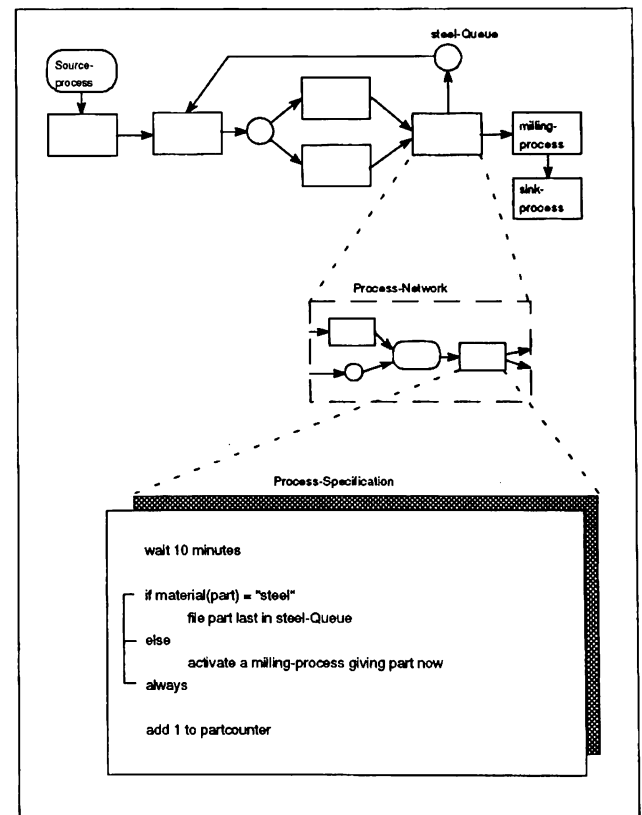 steel-Queue
Source-
process
milling-
process
sink-
process
Process-Network
Process-Specification
wait 10 minutes
if material(part) = "steel"
file part last in steel-Queue
else
activate a milling-process giving part now
always
add 1 to partcounter